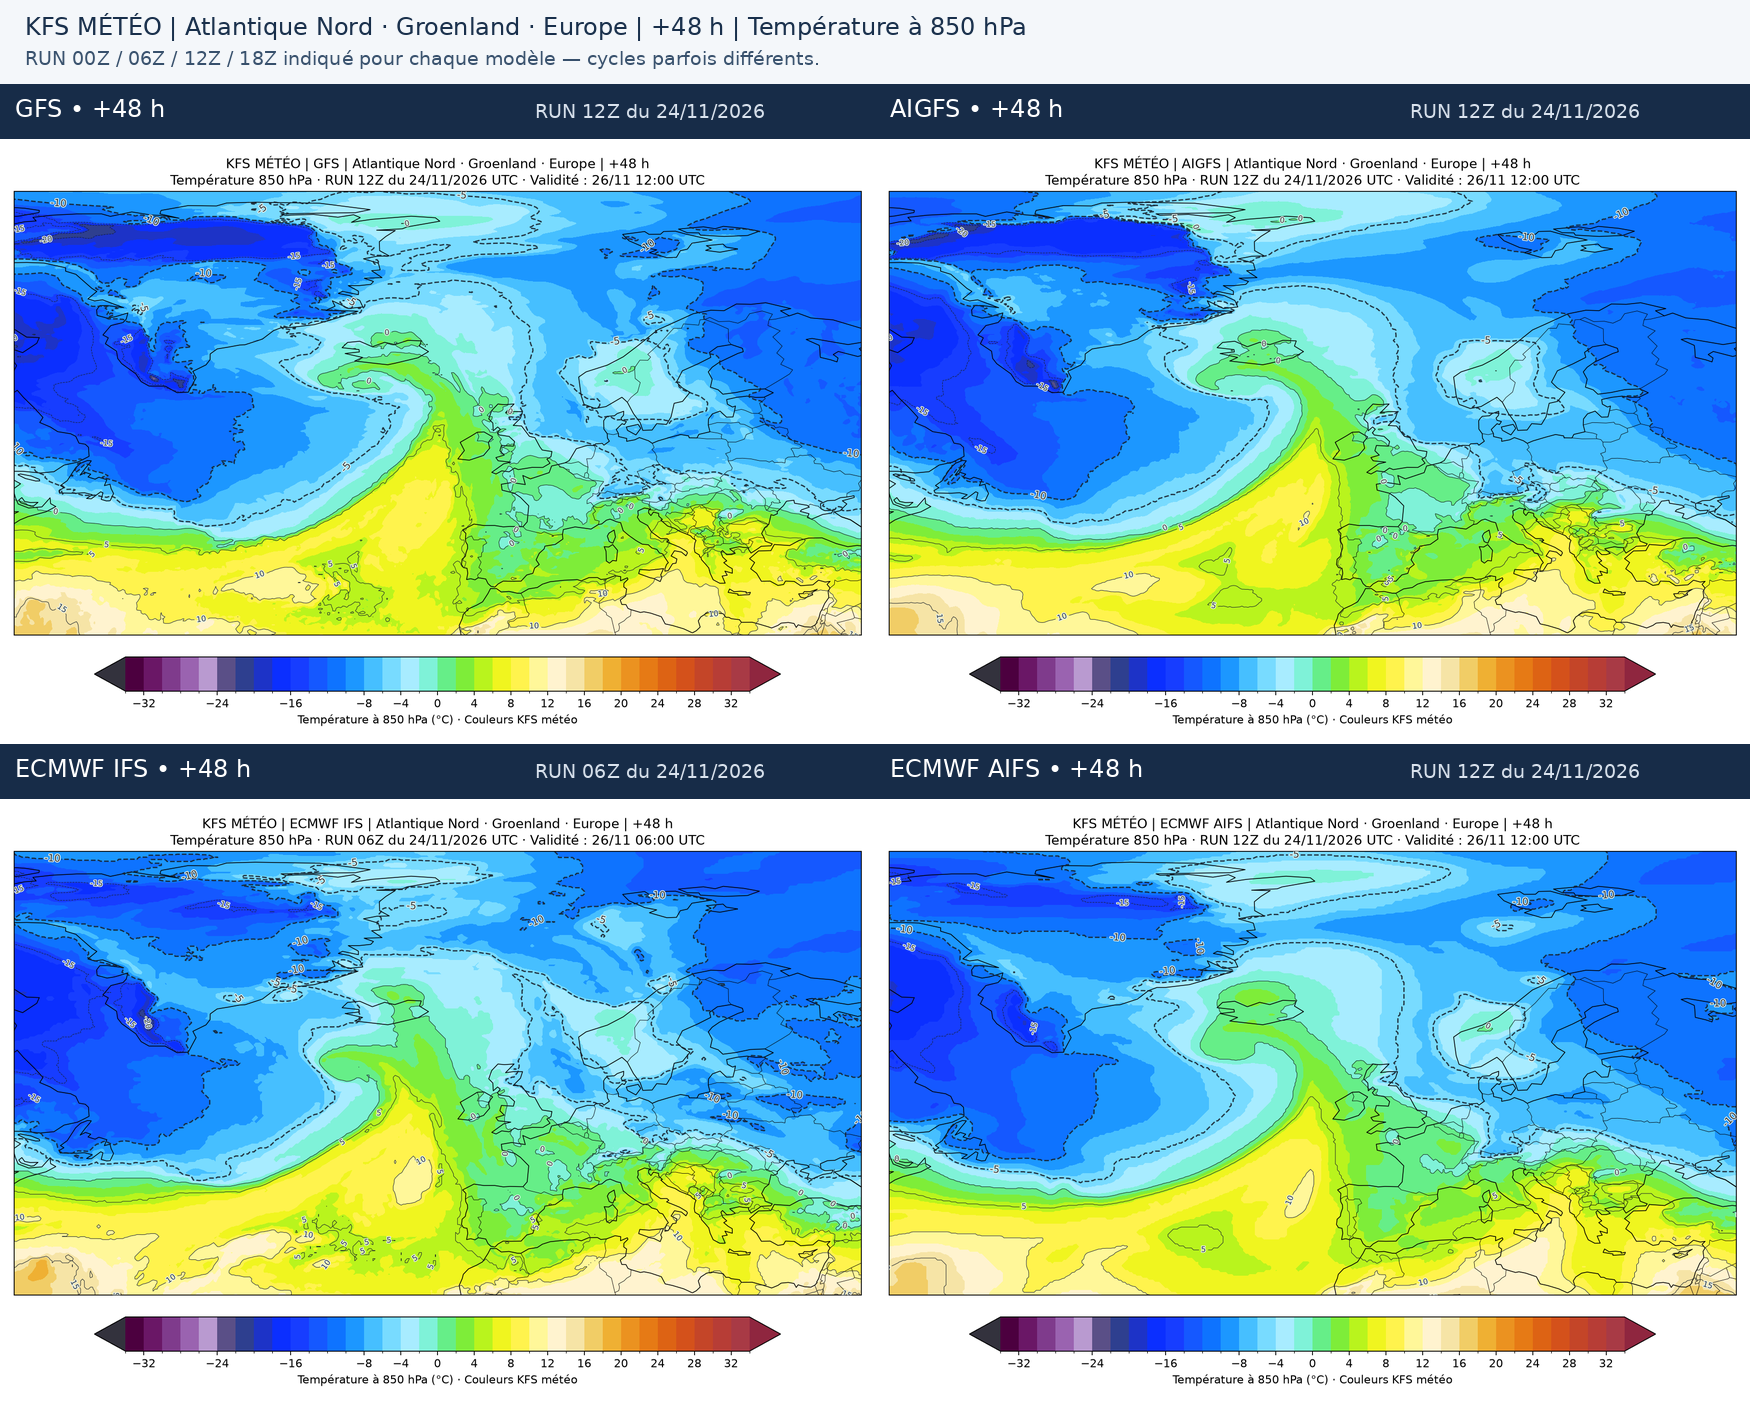 KFS MÉTÉO | Atlantique Nord · Groenland · Europe | +48 h | Température à 850 hPa
RUN 00Z / 06Z / 12Z / 18Z indiqué pour chaque modèle — cycles parfois différents.
GFS • +48 h
RUN 12Z du 24/11/2026
AIGFS • +48 h
RUN 12Z du 24/11/2026
KFS MÉTÉO | GFS | Atlantique Nord · Groenland · Europe | +48 h
Température 850 hPa · RUN 12Z du 24/11/2026 UTC · Validité : 26/11 12:00 UTC
KFS MÉTÉO | AIGFS | Atlantique Nord · Groenland · Europe | +48 h
Température 850 hPa · RUN 12Z du 24/11/2026 UTC · Validité : 26/11 12:00 UTC
−32 −24 −16 −8 −4 0 4 8 12 16 20 24 28 32
Température à 850 hPa (°C) · Couleurs KFS météo
−32 −24 −16 −8 −4 0 4 8 12 16 20 24 28 32
Température à 850 hPa (°C) · Couleurs KFS météo
ECMWF IFS • +48 h
RUN 06Z du 24/11/2026
ECMWF AIFS • +48 h
RUN 12Z du 24/11/2026
KFS MÉTÉO | ECMWF IFS | Atlantique Nord · Groenland · Europe | +48 h
Température 850 hPa · RUN 06Z du 24/11/2026 UTC · Validité : 26/11 06:00 UTC
KFS MÉTÉO | ECMWF AIFS | Atlantique Nord · Groenland · Europe | +48 h
Température 850 hPa · RUN 12Z du 24/11/2026 UTC · Validité : 26/11 12:00 UTC
−32 −24 −16 −8 −4 0 4 8 12 16 20 24 28 32
Température à 850 hPa (°C) · Couleurs KFS météo
−32 −24 −16 −8 −4 0 4 8 12 16 20 24 28 32
Température à 850 hPa (°C) · Couleurs KFS météo